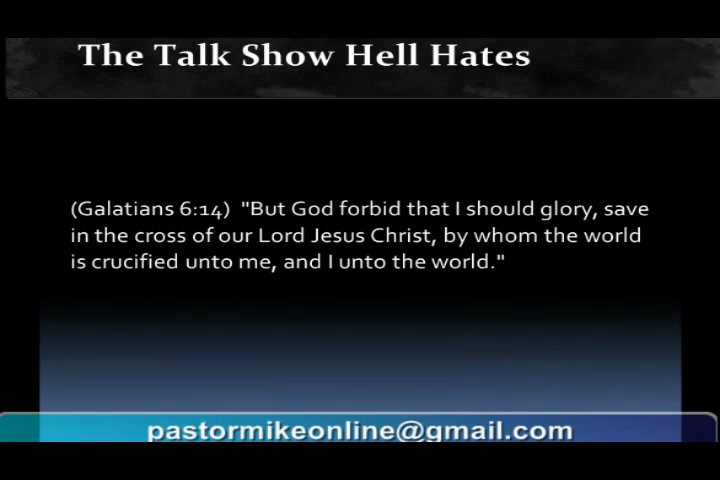 The Talk Show Hell Hates
(Galatians 6:14)  "But God forbid that I should glory, save
in the cross of our Lord Jesus Christ, by whom the world
is crucified unto me, and I unto the world."
pastormikeonline@gmail.com